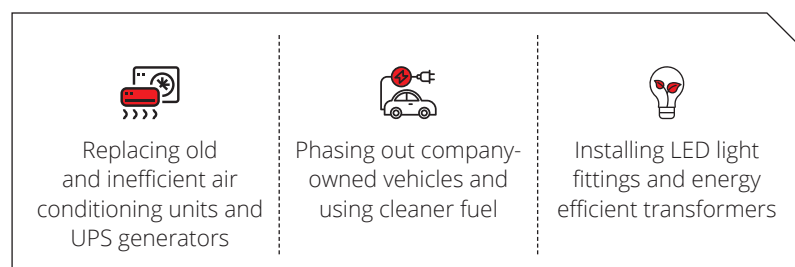 Replacing old
and inefficient air
conditioning units and
UPS generators
Phasing out company-
owned vehicles and
using cleaner fuel
Installing LED light
fittings and energy
efficient transformers